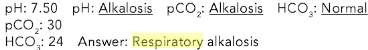 pH: 7.50 pH: Alkalosis pCO₂: Alkalosis HCO₃: Normal
pCO₂: 30
HCO₃: 24 Answer: Respiratory alkalosis